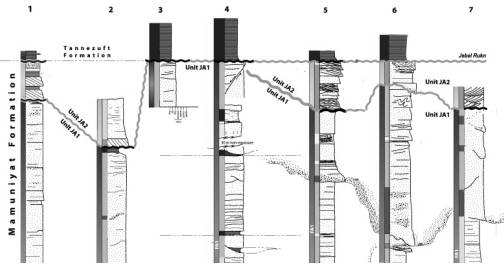 1
2
3
4
5
6
7
Tannezuft
Formation
Unit JA1
Jebel Rukn
Unit JA2
Unit JA1
Unit JA2
Unit JA1
Unit JA2
Unit JA1
Mamuniyat Formation